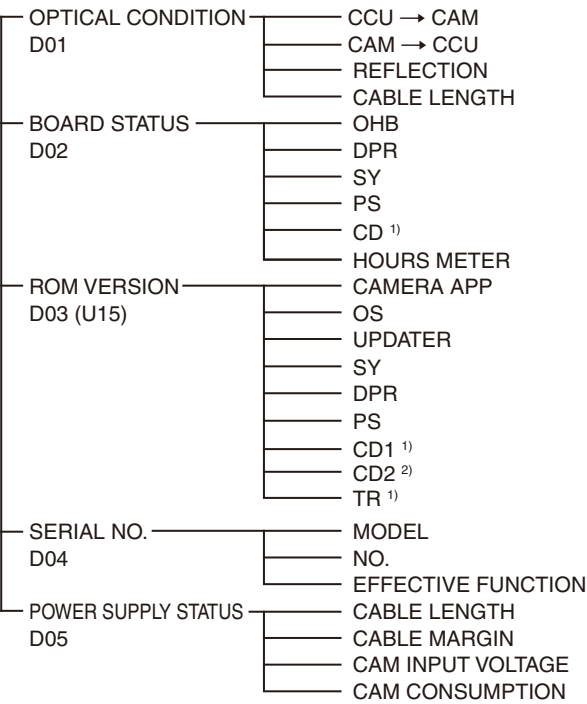 OPTICAL CONDITION
D01
CCU → CAM
CAM → CCU
REFLECTION
CABLE LENGTH
BOARD STATUS
D02
OHB
DPR
SY
PS
CD 1)
HOURS METER
ROM VERSION
D03 (U15)
CAMERA APP
OS
UPDATER
SY
DPR
PS
CD1 1)
CD2 2)
TR 1)
SERIAL NO.
D04
MODEL
NO.
EFFECTIVE FUNCTION
POWER SUPPLY STATUS
D05
CABLE LENGTH
CABLE MARGIN
CAM INPUT VOLTAGE
CAM CONSUMPTION